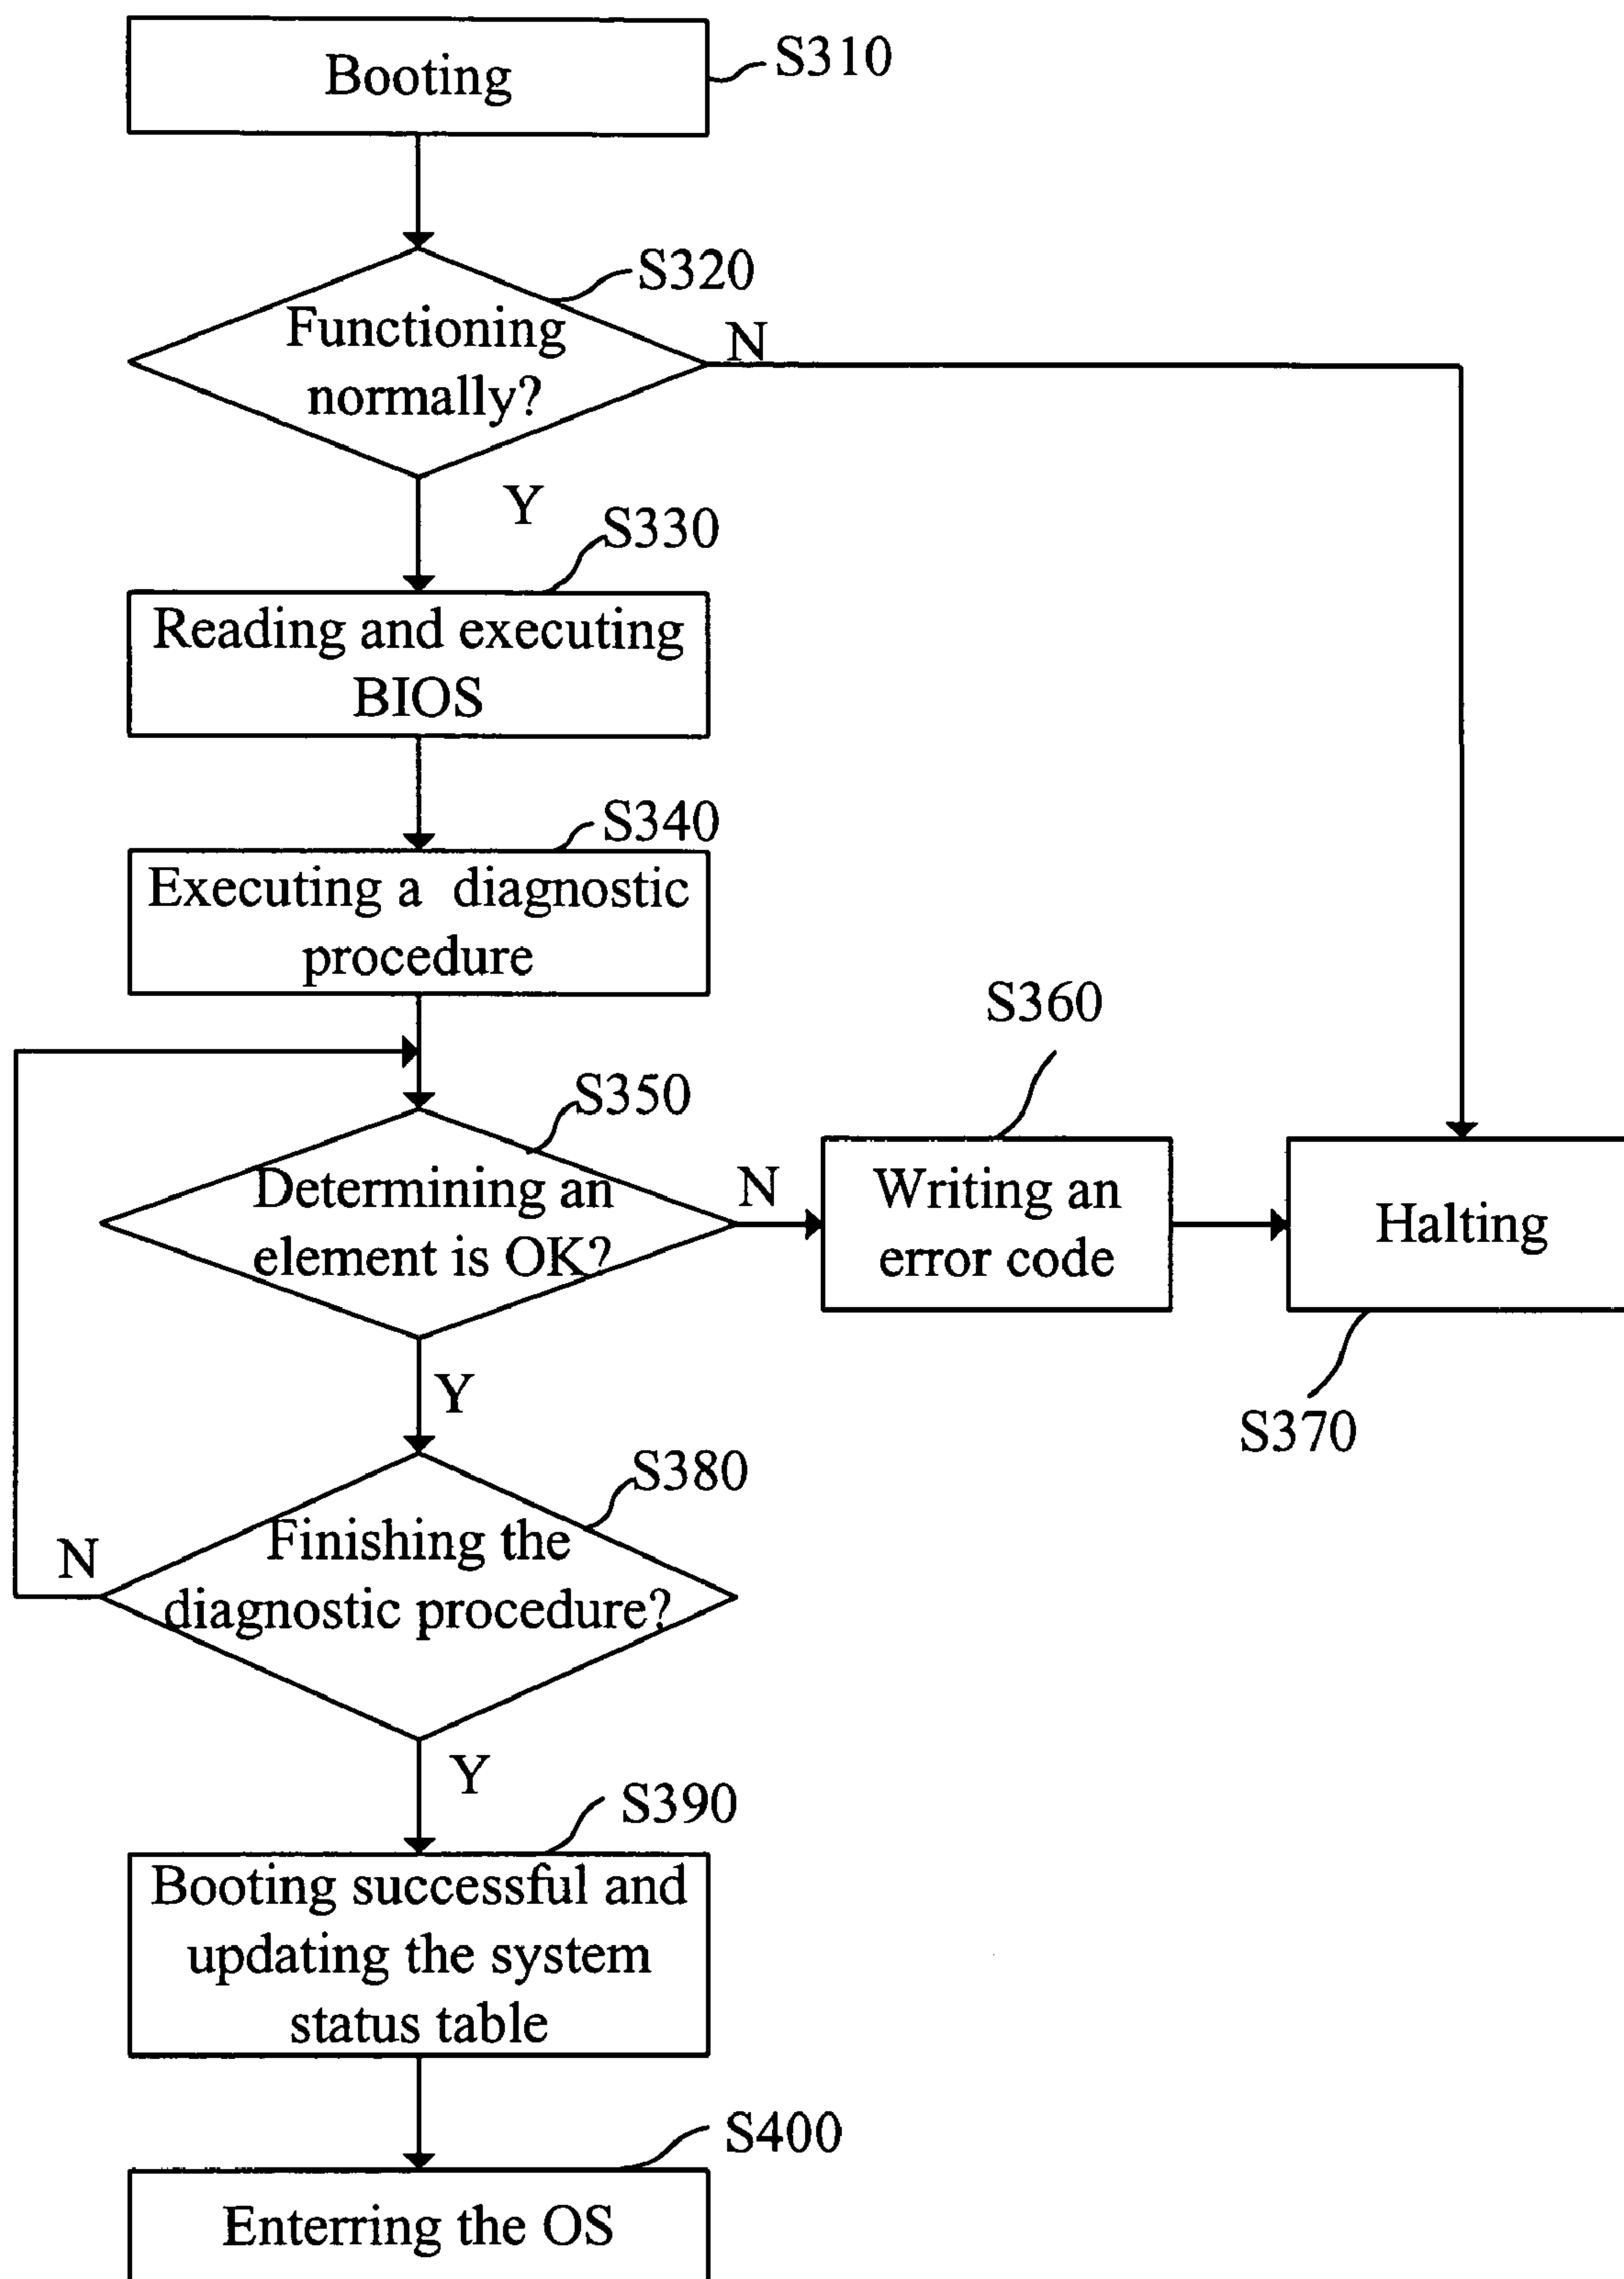 Booting
S310
S320
Functioning
normally?
N
Y
S330
Reading and executing
BIOS
S340
Executing a diagnostic
procedure
S350
Determining an
element is OK?
N
S360
Writing an
error code
Halting
S370
Y
S380
Finishing the
diagnostic procedure?
N
Y
S390
Booting successful and
updating the system
status table
S400
Enterring the OS